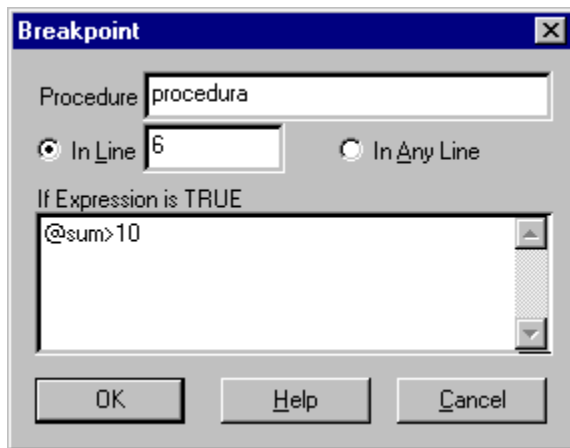 Breakpoint
Procedure procedura
In Line 6 In Any Line
If Expression is TRUE
@sum>10
OK Help Cancel